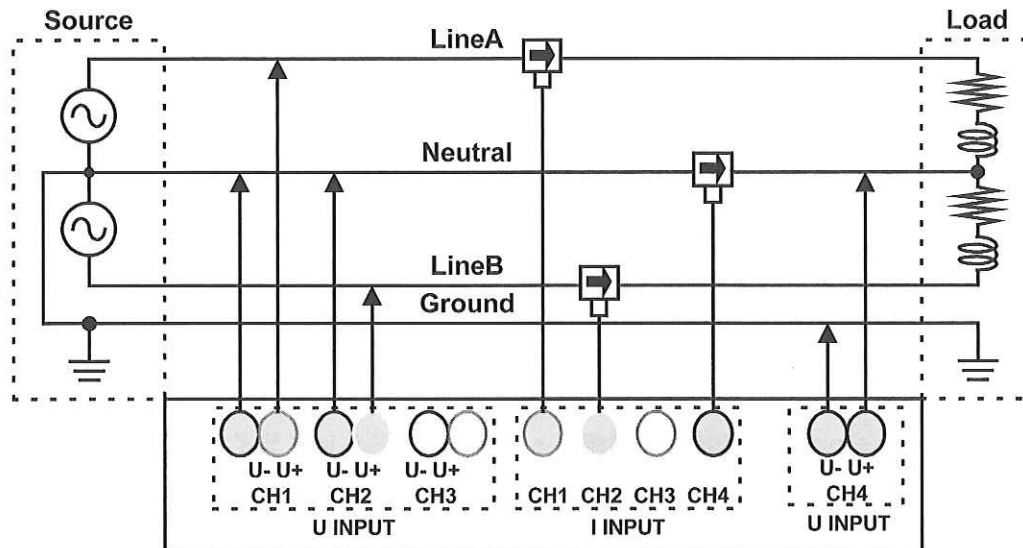 Source
Load
LineA
Neutral
LineB
Ground
U- U+ U- U+ U- U+
CH1 CH2 CH3
U INPUT
CH1 CH2 CH3 CH4
I INPUT
U- U+
CH4
U INPUT